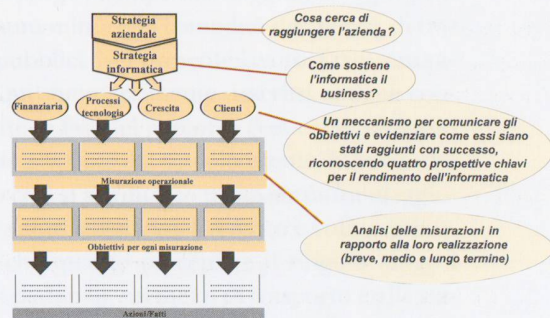 Strategia
aziendale
Strategia
informatica
Cosa cerca di
raggiungere l'azienda?
Come sostiene
l'informatica il
business?
Finanziaria
Processi
tecnologia
Crescita
Clienti
Un meccanismo per comunicare gli
obbiettivi e evidenziare come essi siano
stati raggiunti con successo,
riconoscendo quattro prospettive chiavi
per il rendimento dell'informatica
Misurazione operazionale
Analisi delle misurazioni in
rapporto alla loro realizzazione
(breve, medio e lungo termine)
Obbiettivi per ogni misurazione
Azioni/Fatti